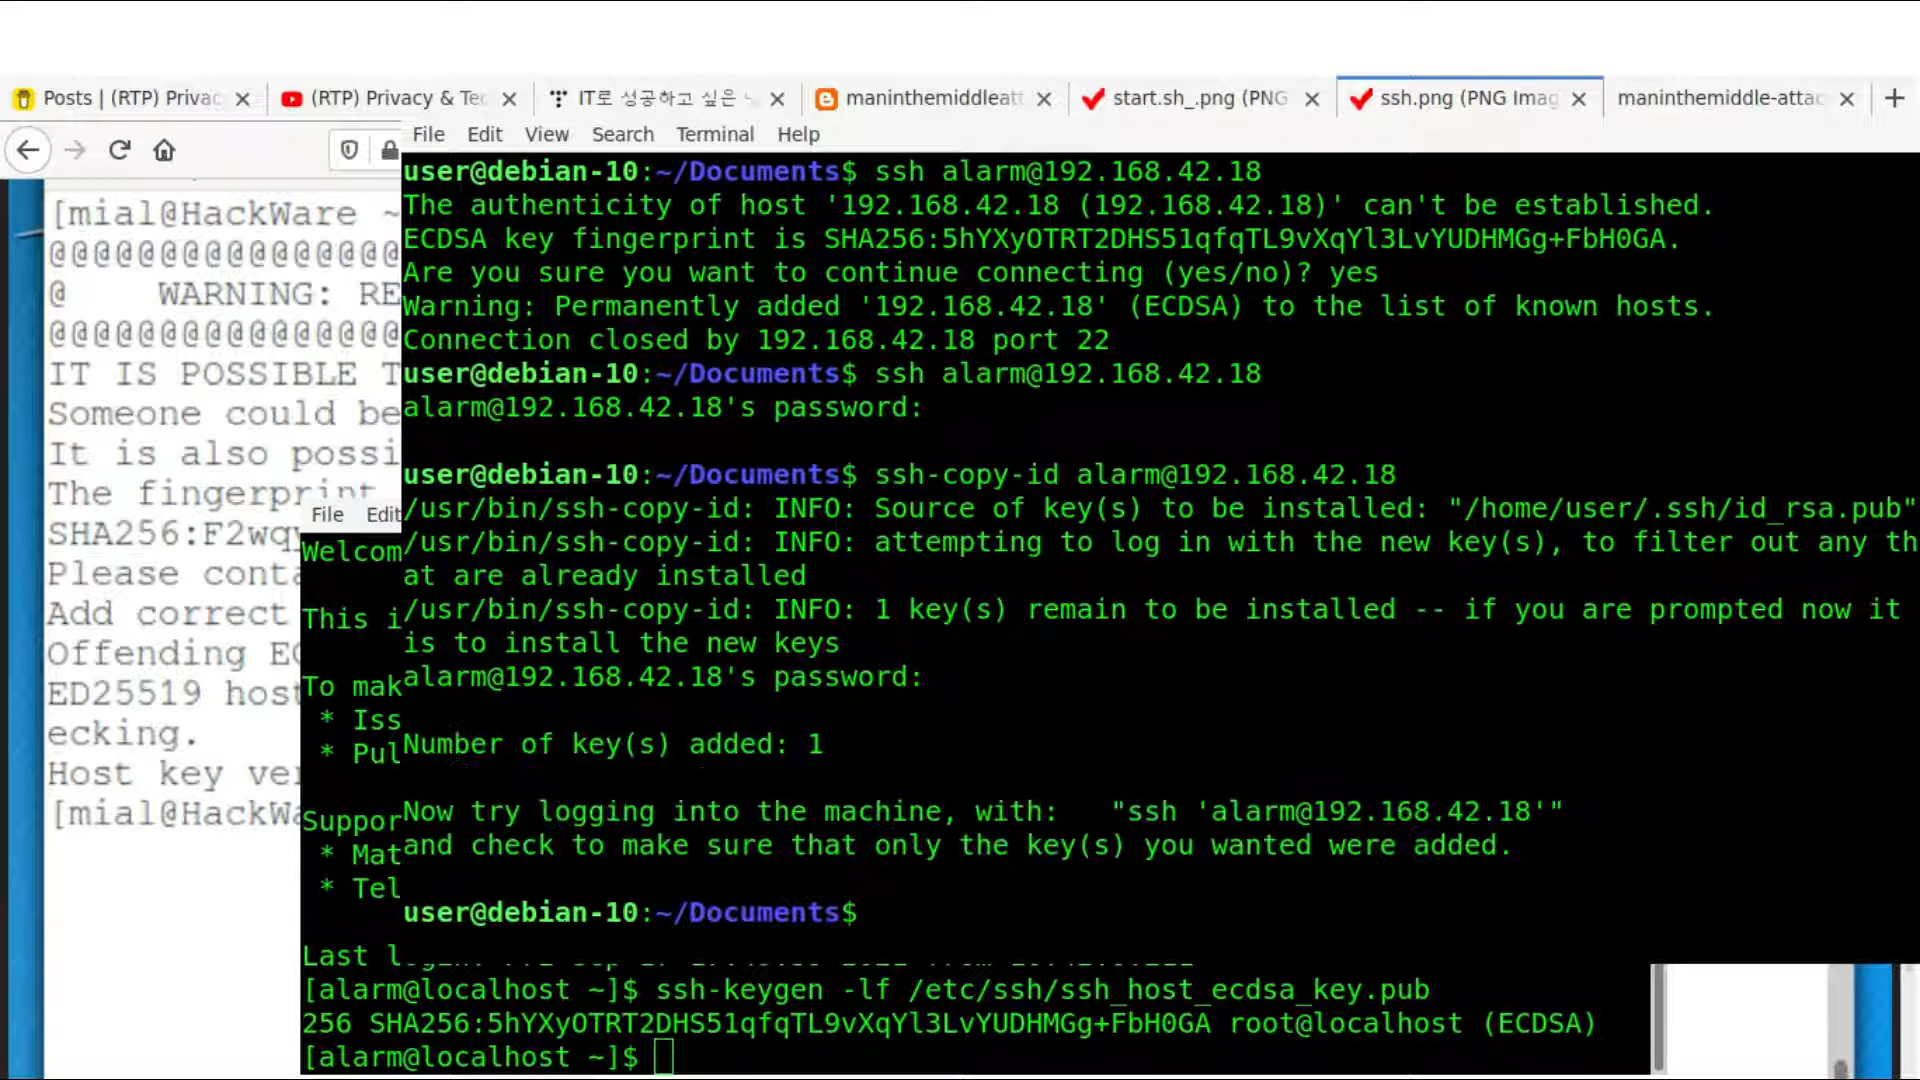 Posts | (RTP) Privac
(RTP) Privacy & Tec
IT로 성공하고 싶은
maninthemiddleatt
start.sh_.png (PNG
ssh.png (PNG Imag
maninthemiddle-attac
File Edit View Search Terminal Help
[mial@HackWare ~
@@@@@@@@@@@@@@@@
@ WARNING: RE
@@@@@@@@@@@@@@@@
IT IS POSSIBLE T
Someone could be
It is also possi
The fingerprint
SHA256:F2wqv
Please conta
Add correct
Offending EC
ED25519 host
ecking.
Host key ver
[mial@HackWa
user@debian-10:~/Documents$ ssh alarm@192.168.42.18
The authenticity of host '192.168.42.18 (192.168.42.18)' can't be established.
ECDSA key fingerprint is SHA256:5hYXyOTRT2DHS51qfqTL9vXqYl3LvYUDHMGg+FbH0GA.
Are you sure you want to continue connecting (yes/no)? yes
Warning: Permanently added '192.168.42.18' (ECDSA) to the list of known hosts.
Connection closed by 192.168.42.18 port 22
user@debian-10:~/Documents$ ssh alarm@192.168.42.18
alarm@192.168.42.18's password:
user@debian-10:~/Documents$ ssh-copy-id alarm@192.168.42.18
/usr/bin/ssh-copy-id: INFO: Source of key(s) to be installed: "/home/user/.ssh/id_rsa.pub"
/usr/bin/ssh-copy-id: INFO: attempting to log in with the new key(s), to filter out any th
at are already installed
/usr/bin/ssh-copy-id: INFO: 1 key(s) remain to be installed -- if you are prompted now it
is to install the new keys
alarm@192.168.42.18's password:
Number of key(s) added: 1
Now try logging into the machine, with: "ssh 'alarm@192.168.42.18'"
and check to make sure that only the key(s) you wanted were added.
user@debian-10:~/Documents$
File Edit
Welcom
This i
To mak
* Iss
* Pul
Suppor
* Mat
* Tel
Last l
[alarm@localhost ~]$ ssh-keygen -lf /etc/ssh/ssh_host_ecdsa_key.pub
256 SHA256:5hYXyOTRT2DHS51qfqTL9vXqYl3LvYUDHMGg+FbH0GA root@localhost (ECDSA)
[alarm@localhost ~]$